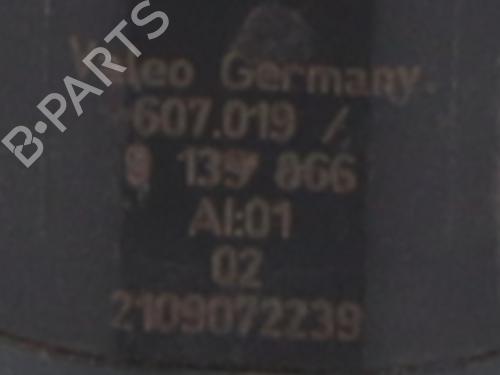 Valeo Germany.
607.019 /
9 139 866
AI:01
02
2109072239
B-PARTS